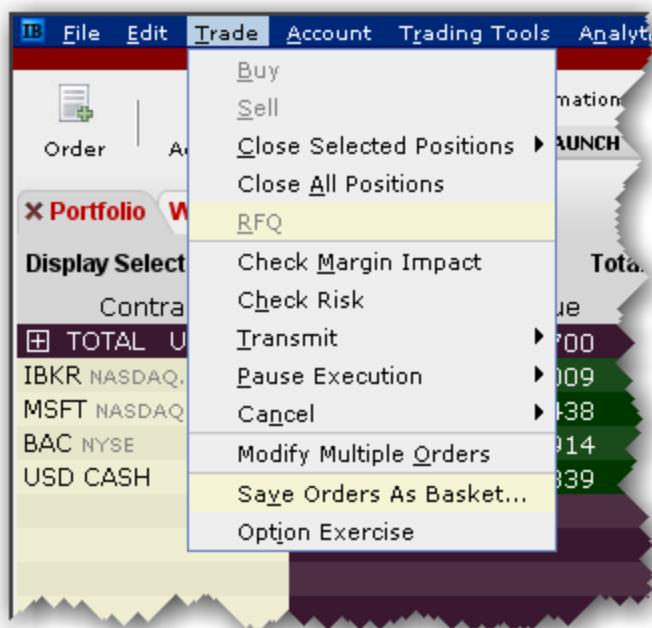 IB File Edit Trade Account Trading Tools
Buy
Sell
Close Selected Positions
Close All Positions
RFQ
Check Margin Impact
Check Risk
Transmit
Pause Execution
Cancel
Modify Multiple Orders
Save Orders As Basket...
Option Exercise
Order
Portfolio
Display
TOTAL
IBKR NASDAQ
MSFT NASDAQ
BAC NYSE
USD CASH